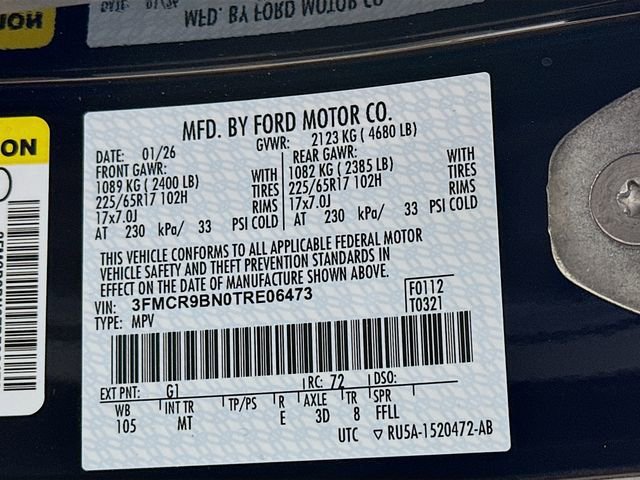 MFD. BY FORD MOTOR CO.
DATE: 01/26
GVWR: 2123 KG ( 4680 LB)
FRONT GAWR:
1089 KG ( 2400 LB) WITH
225/65R17 102H TIRES
17x7.0J RIMS
AT 230 kPa/ 33 PSI COLD
REAR GAWR:
1082 KG ( 2385 LB) WITH
225/65R17 102H TIRES
17x7.0J RIMS
AT 230 kPa/ 33 PSI COLD
THIS VEHICLE CONFORMS TO ALL APPLICABLE FEDERAL MOTOR
VEHICLE SAFETY AND THEFT PREVENTION STANDARDS IN
EFFECT ON THE DATE OF MANUFACTURE SHOWN ABOVE.
VIN: 3FMCR9BN0TRE06473
TYPE: MPV
F0112
T0321
EXT PNT: G1 RC: 72 DSO:
WB INT TR TP/PS R AXLE TR SPR
105 MT E 3D 8 FFLL
UTC ▽ RU5A-1520472-AB
ON
MFD. BY FORD MOTOR CO
DATE: 01/26